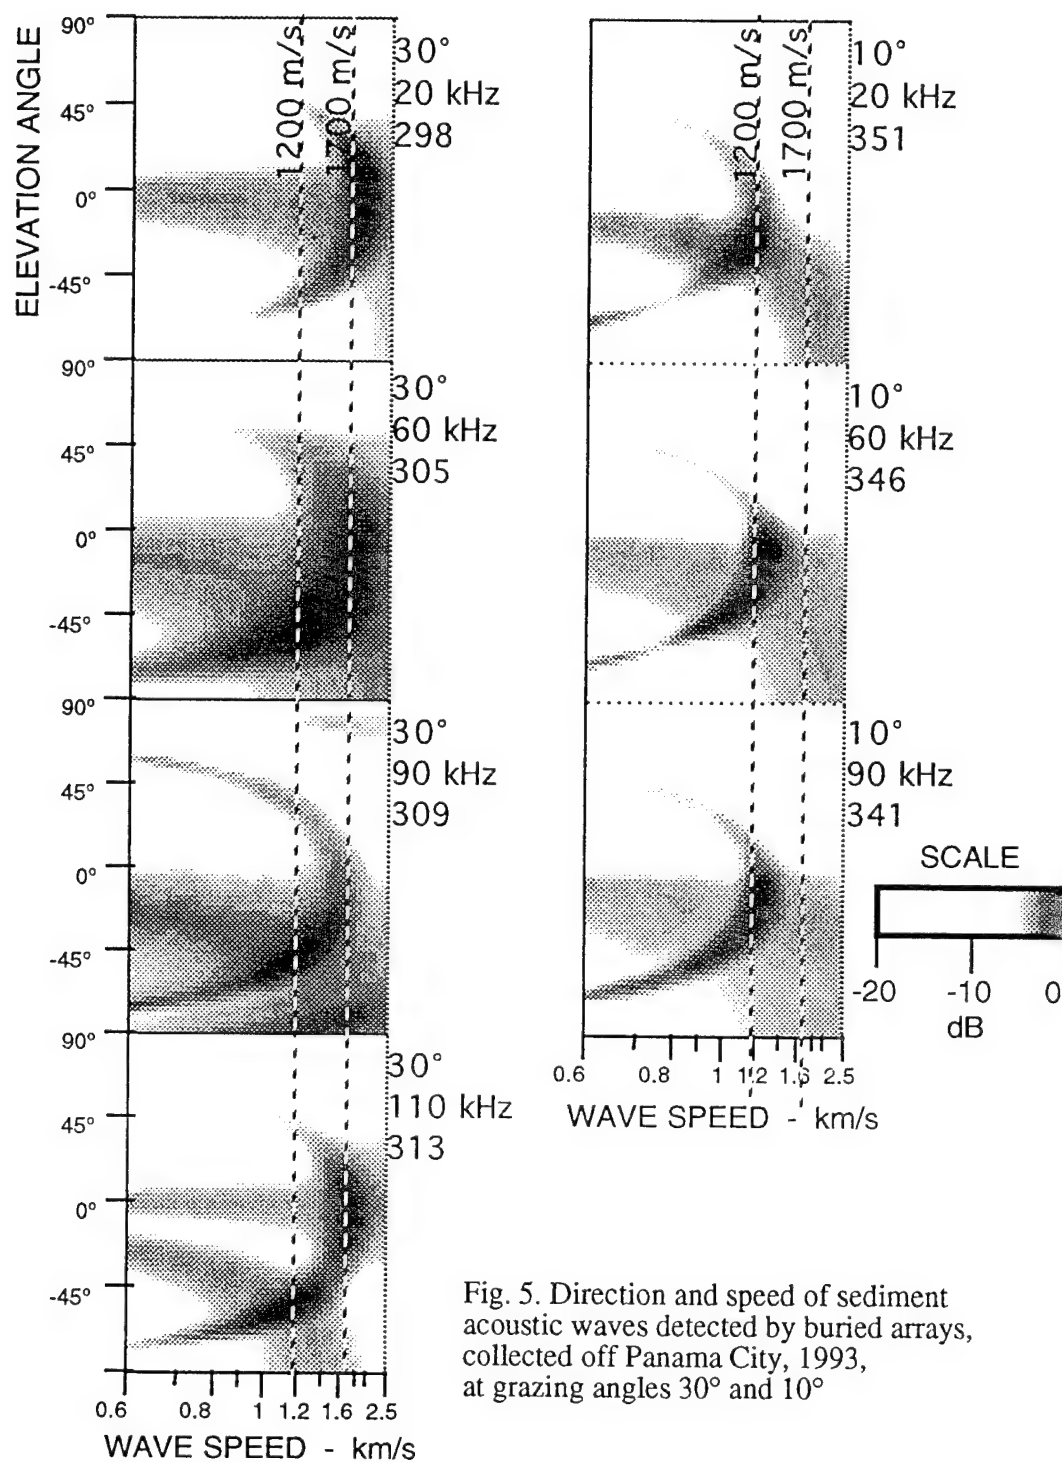 ELEVATION ANGLE
90°
45°
0°
-45°
90°
45°
0°
-45°
90°
45°
0°
-45°
90°
45°
0°
-45°
1200 m/s
1700 m/s
30°
20 kHz
298
30°
60 kHz
305
30°
90 kHz
309
30°
110 kHz
313
0.6 0.8 1 1.2 1.6 2.5
WAVE SPEED - km/s
1200 m/s
1700 m/s
10°
20 kHz
351
10°
60 kHz
346
10°
90 kHz
341
0.6 0.8 1 1.2 1.6 2.5
WAVE SPEED - km/s
SCALE
-20 -10 0
dB
Fig. 5. Direction and speed of sediment
acoustic waves detected by buried arrays,
collected off Panama City, 1993,
at grazing angles 30° and 10°